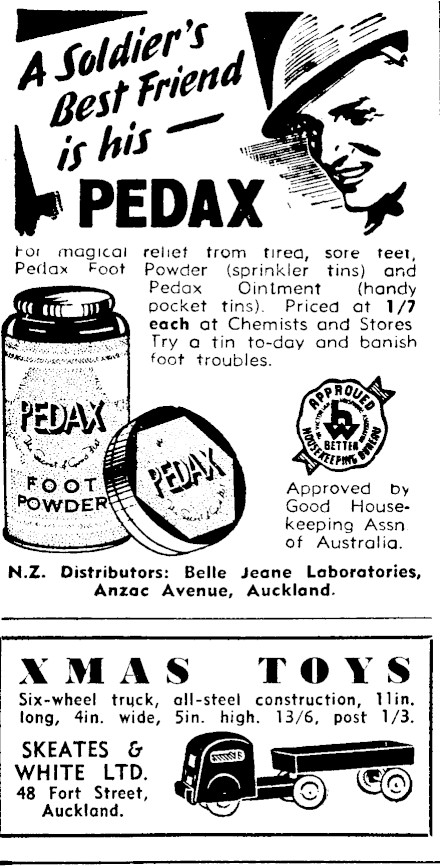 A Soldier's
Best Friend
is his —
PEDAX
For magical relief from tired, sore feet,
Pedax Foot Powder (sprinkler tins) and
Pedax Ointment (handy
pocket tins). Priced at 1/7
each at Chemists and Stores
Try a tin to-day and banish
foot troubles.
PEDAX
FOOT
POWDER
PEDAX
APPROVED
BETTER
HOUSEKEEPING BUREAU
Approved by
Good House-
keeping Assn
of Australia.
N.Z. Distributors: Belle Jeane Laboratories,
Anzac Avenue, Auckland.
XMAS TOYS
Six-wheel truck, all-steel construction, 11in.
long, 4in. wide, 5in. high. 13/6, post 1/3.
SKEATES &
WHITE LTD.
48 Fort Street,
Auckland.